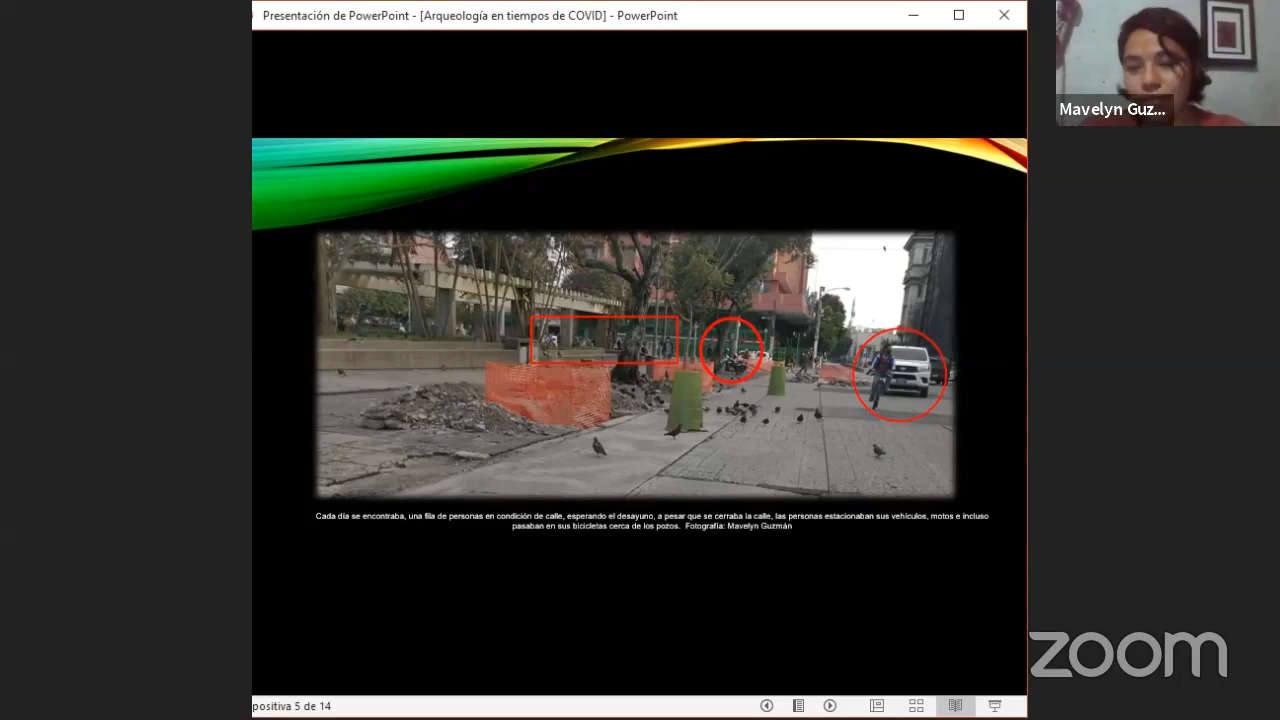 Presentación de PowerPoint - [Arqueología en tiempos de COVID] - PowerPoint
Mavelyn Guz...
Cada día se encontraba, una fila de personas en condición de calle, esperando el desayuno, a pesar que se cerraba la calle, las personas estacionaban sus vehículos, motos e incluso
pasaban en sus bicicletas cerca de los pozos. Fotografía: Mavelyn Guzmán
zoom
positiva 5 de 14